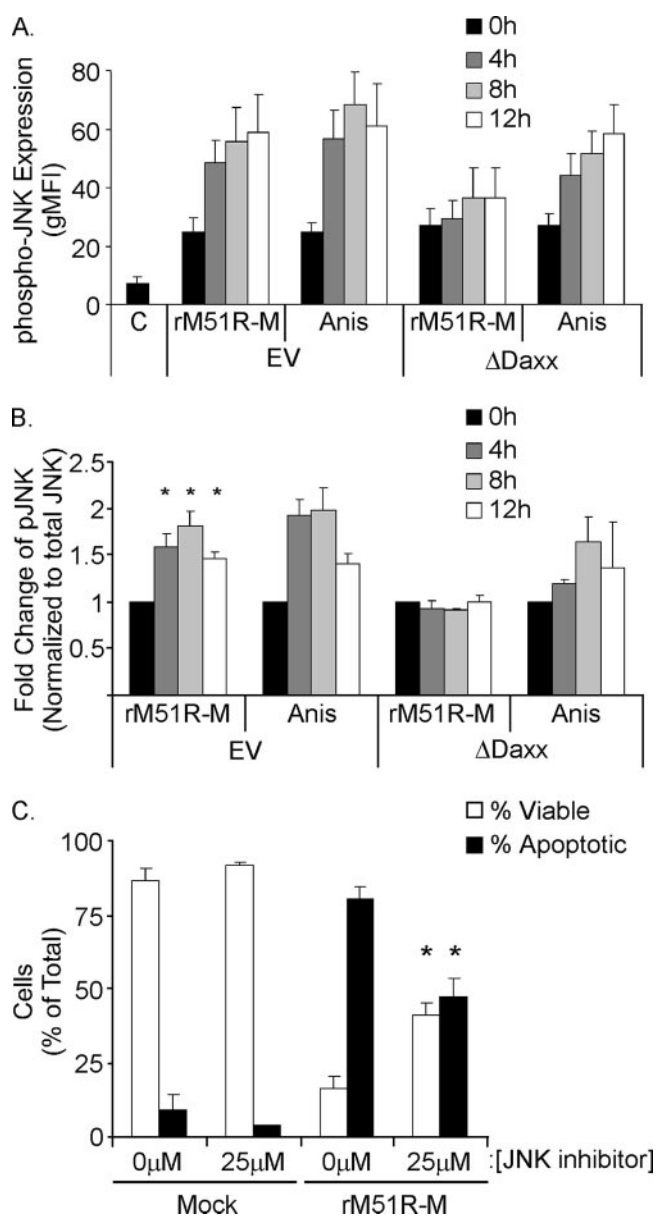 A.
0h
4h
8h
12h
phospho-JNK Expression
(gMFI)
80
60
40
20
0
C
rM51R-M
Anis
rM51R-M
Anis
EV
ΔDaxx
B.
0h
4h
8h
12h
Fold Change of pJNK
(Normalized to total JNK)
2.5
2
1.5
1
0.5
* * *
rM51R-M
Anis
rM51R-M
Anis
EV
ΔDaxx
C.
% Viable
% Apoptotic
Cells
(% of Total)
100
75
50
25
0
* *
0µM
25µM
0µM
25µM
:[JNK inhibitor]
Mock
rM51R-M